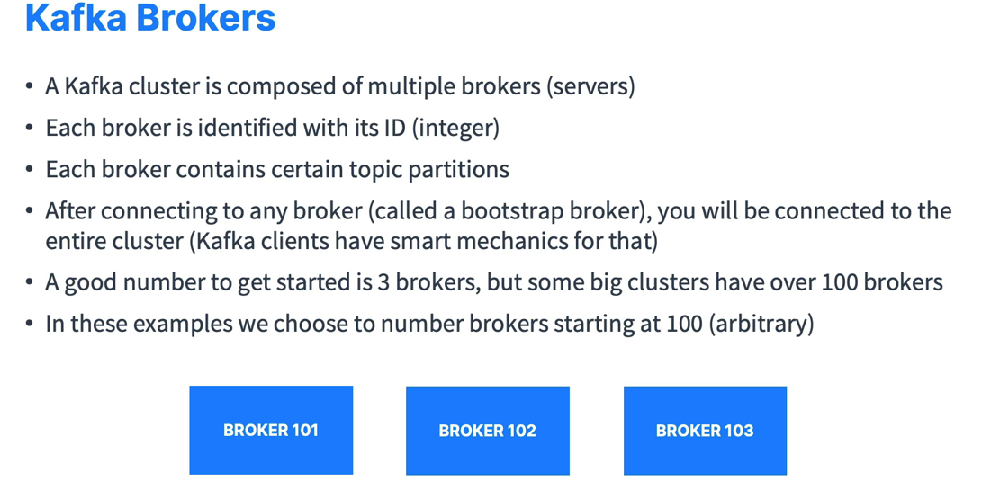 Kafka Brokers
• A Kafka cluster is composed of multiple brokers (servers)
• Each broker is identified with its ID (integer)
• Each broker contains certain topic partitions
• After connecting to any broker (called a bootstrap broker), you will be connected to the
entire cluster (Kafka clients have smart mechanics for that)
• A good number to get started is 3 brokers, but some big clusters have over 100 brokers
• In these examples we choose to number brokers starting at 100 (arbitrary)
BROKER 101
BROKER 102
BROKER 103